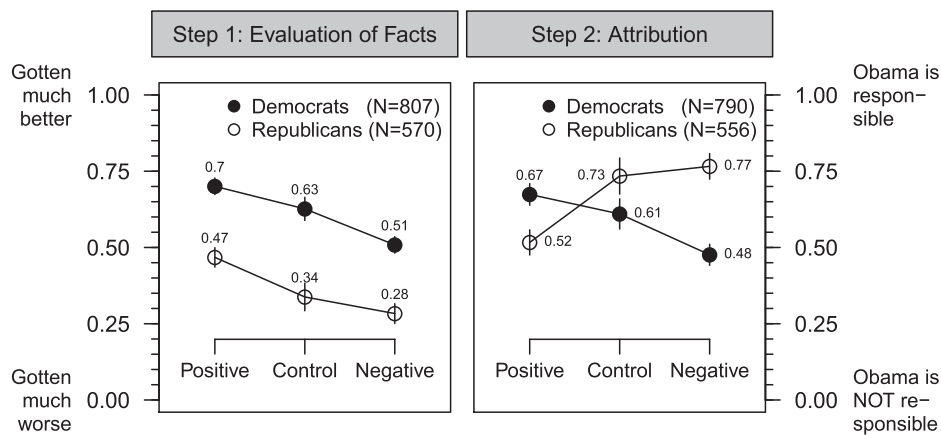 Step 1: Evaluation of Facts
Step 2: Attribution
Gotten
much
better
1.00
0.75
0.50
0.25
0.00
Gotten
much
worse
Democrats (N=807)
Republicans (N=570)
0.7
0.63
0.51
0.47
0.34
0.28
Positive Control Negative
Democrats (N=790)
Republicans (N=556)
0.67
0.73
0.77
0.61
0.52
0.48
Positive Control Negative
Obama is
respon−
sible
1.00
0.75
0.50
0.25
0.00
Obama is
NOT re−
sponsible